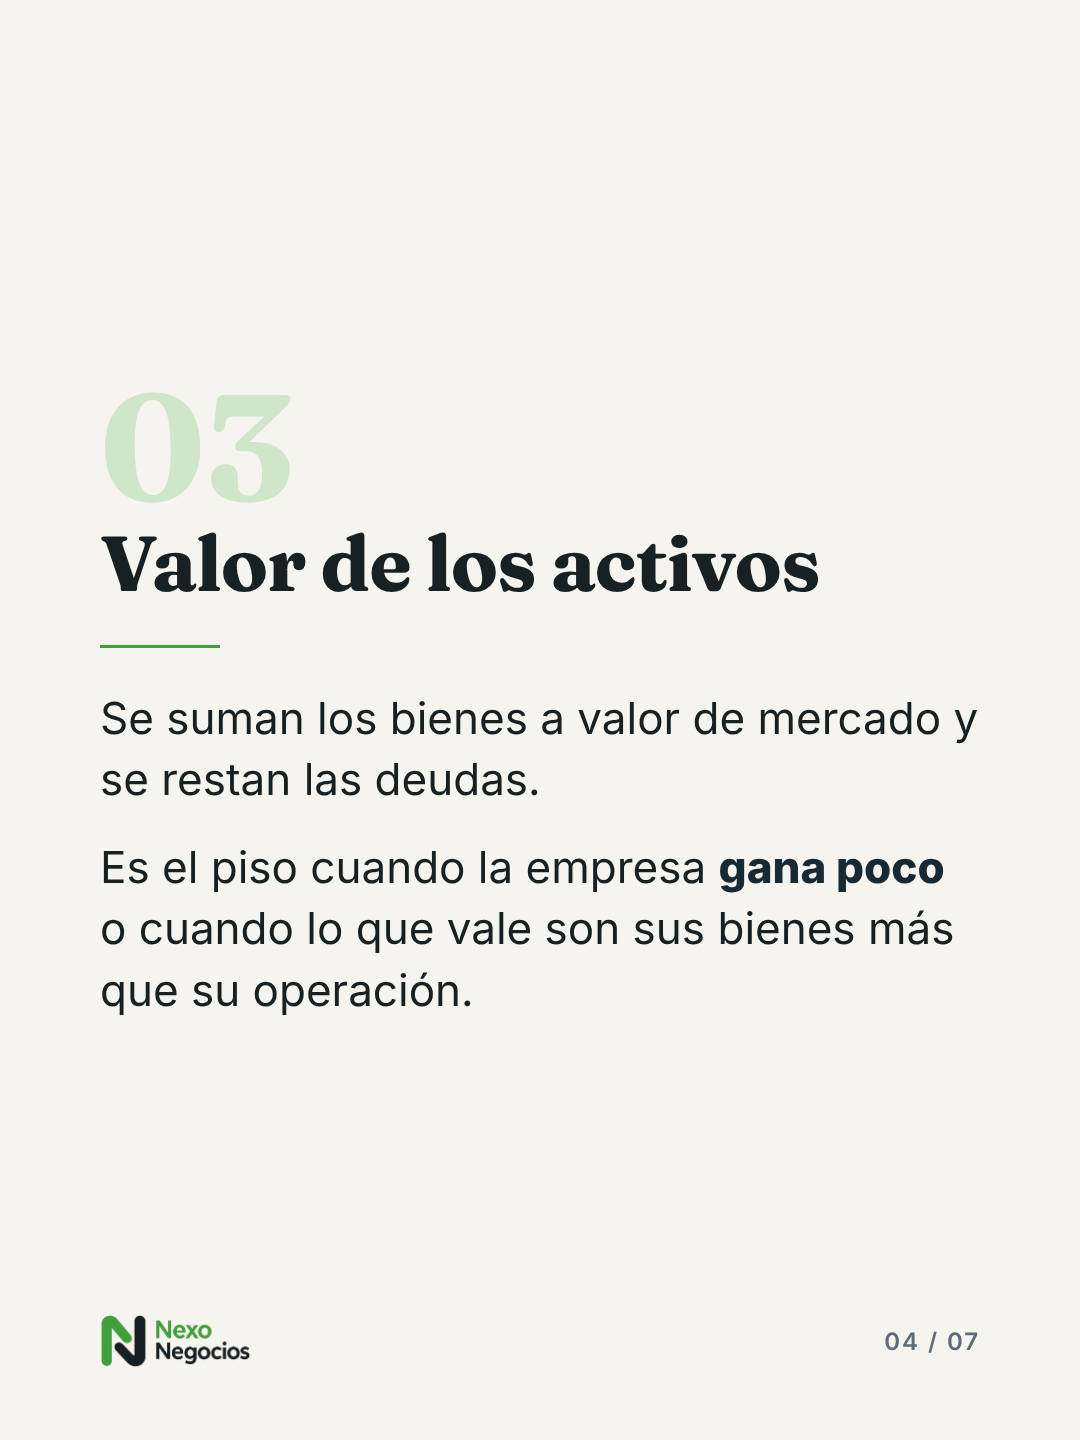 03
Valor de los activos
Se suman los bienes a valor de mercado y
se restan las deudas.
Es el piso cuando la empresa gana poco
o cuando lo que vale son sus bienes más
que su operación.
Nexo
Negocios
04 / 07